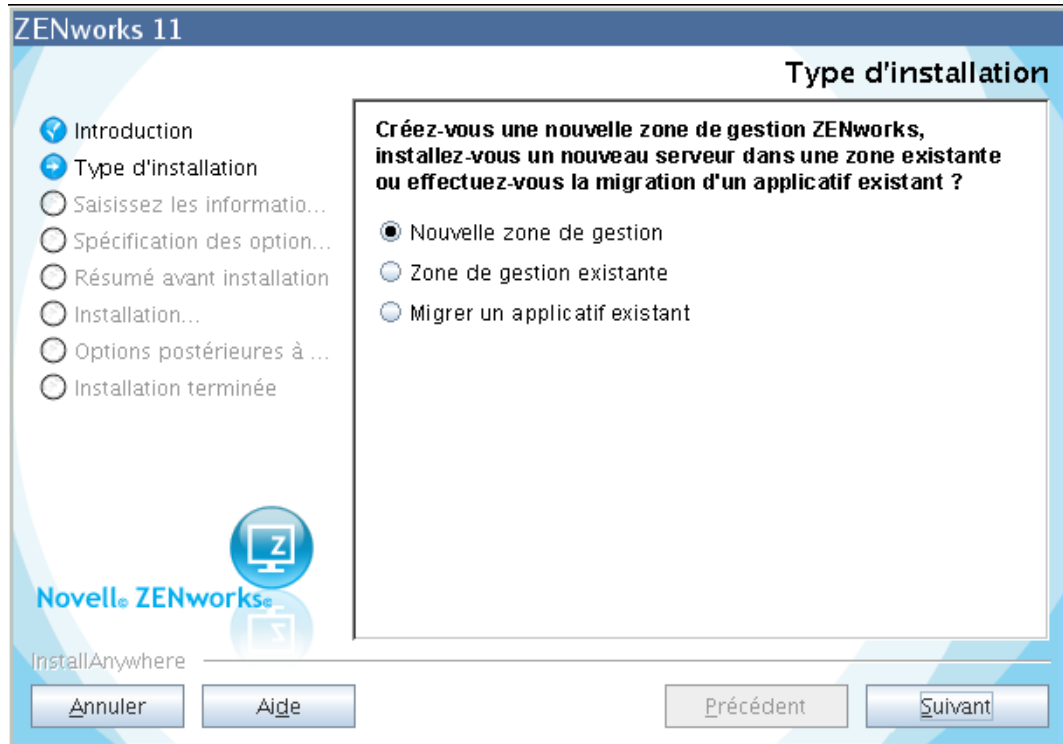 ZENworks 11
Type d'installation
Introduction
Type d'installation
Saisissez les informatio...
Spécification des option...
Résumé avant installation
Installation...
Options postérieures à ...
Installation terminée
Créez-vous une nouvelle zone de gestion ZENworks,
installez-vous un nouveau serveur dans une zone existante
ou effectuez-vous la migration d'un applicatif existant ?
Nouvelle zone de gestion
Zone de gestion existante
Migrer un applicatif existant
Z
Novell® ZENworks®
InstallAnywhere
Annuler
Aide
Précédent
Suivant